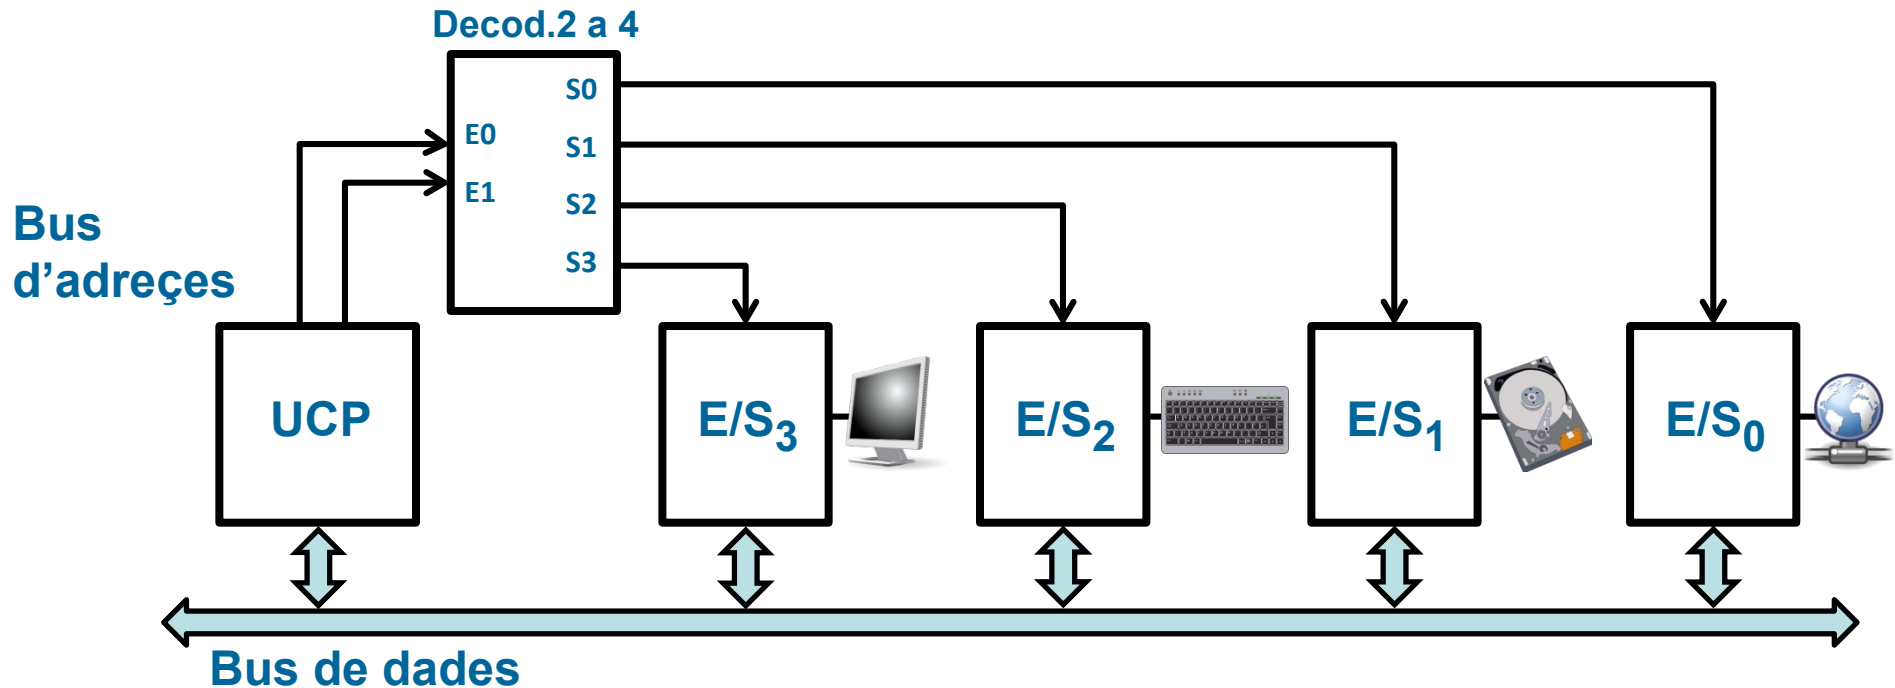 Decod.2 a 4
S0
E0
S1
E1
S2
S3
Bus
d’adreçes
UCP
E/S3
E/S2
E/S1
E/S0
Bus de dades